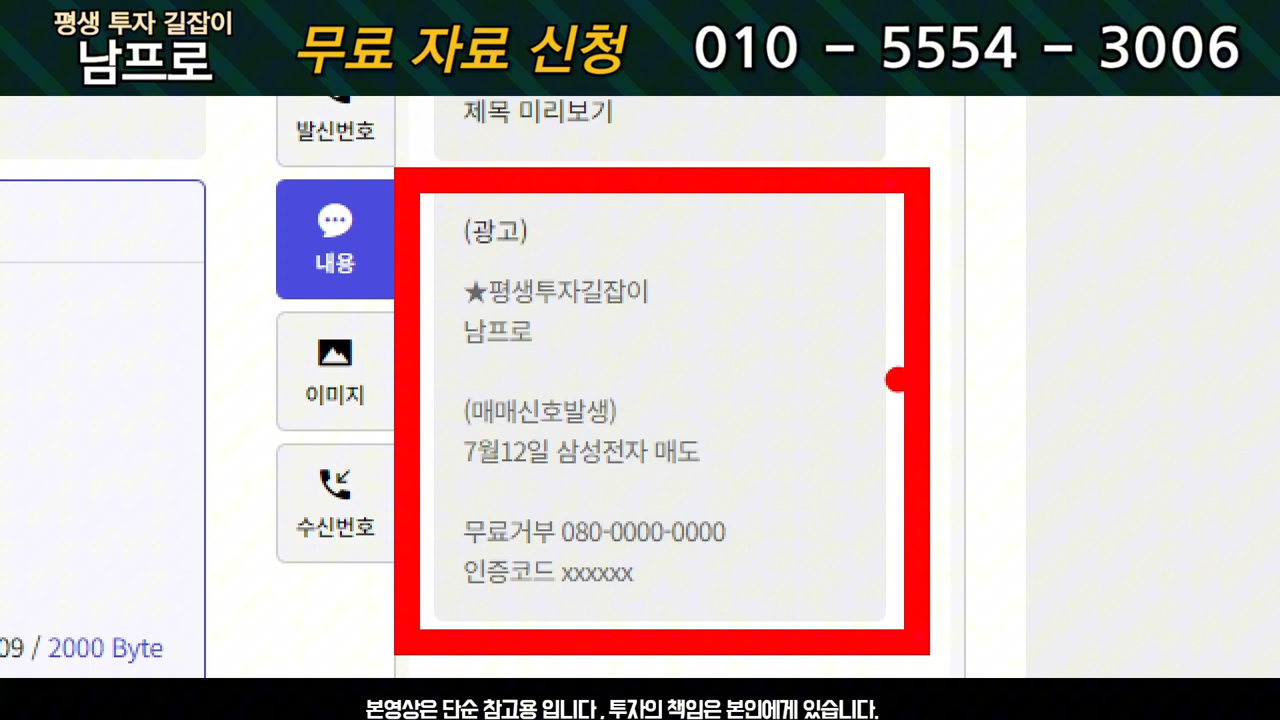 평생 투자 길잡이
남프로
무료 자료 신청
010 - 5554 - 3006
발신번호
내용
이미지
수신번호
제목 미리보기
(광고)
★평생투자길잡이
남프로
(매매신호발생)
7월12일 삼성전자 매도
무료거부 080-0000-0000
인증코드 xxxxxx
09 / 2000 Byte
본영상은 단순 참고용 입니다 , 투자의 책임은 본인에게 있습니다.